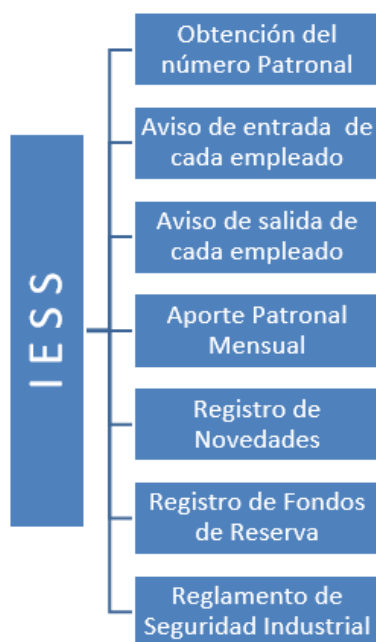 IESS
Obtención del
número Patronal
Aviso de entrada de
cada empleado
Aviso de salida de
cada empleado
Aporte Patronal
Mensual
Registro de
Novedades
Registro de Fondos
de Reserva
Reglamento de
Seguridad Industrial